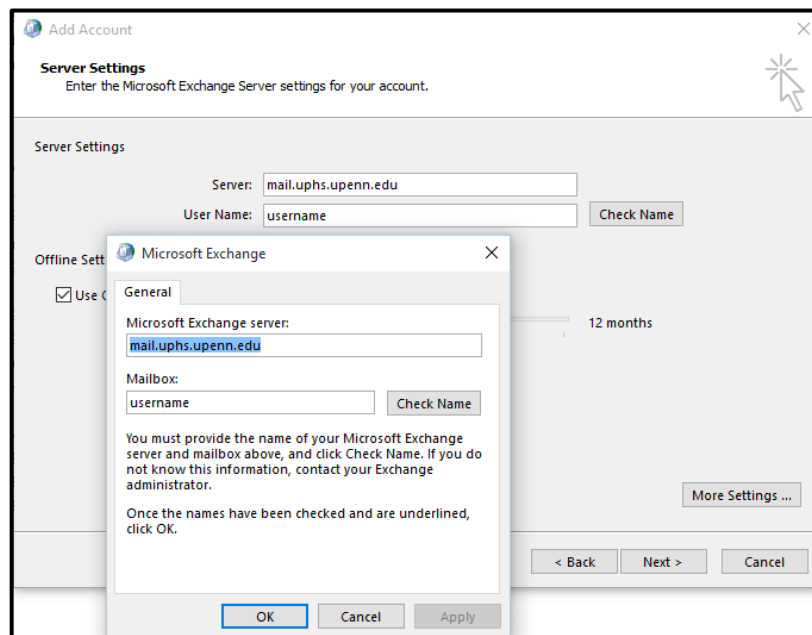 Add Account
Server Settings
Enter the Microsoft Exchange Server settings for your account.
Server Settings
Server: mail.uphs.upenn.edu
User Name: username Check Name
Offline Sett
Use
12 months
More Settings ...
< Back Next > Cancel
Microsoft Exchange
General
Microsoft Exchange server:
mail.uphs.upenn.edu
Mailbox:
username Check Name
You must provide the name of your Microsoft Exchange
server and mailbox above, and click Check Name. If you do
not know this information, contact your Exchange
administrator.
Once the names have been checked and are underlined,
click OK.
OK Cancel Apply